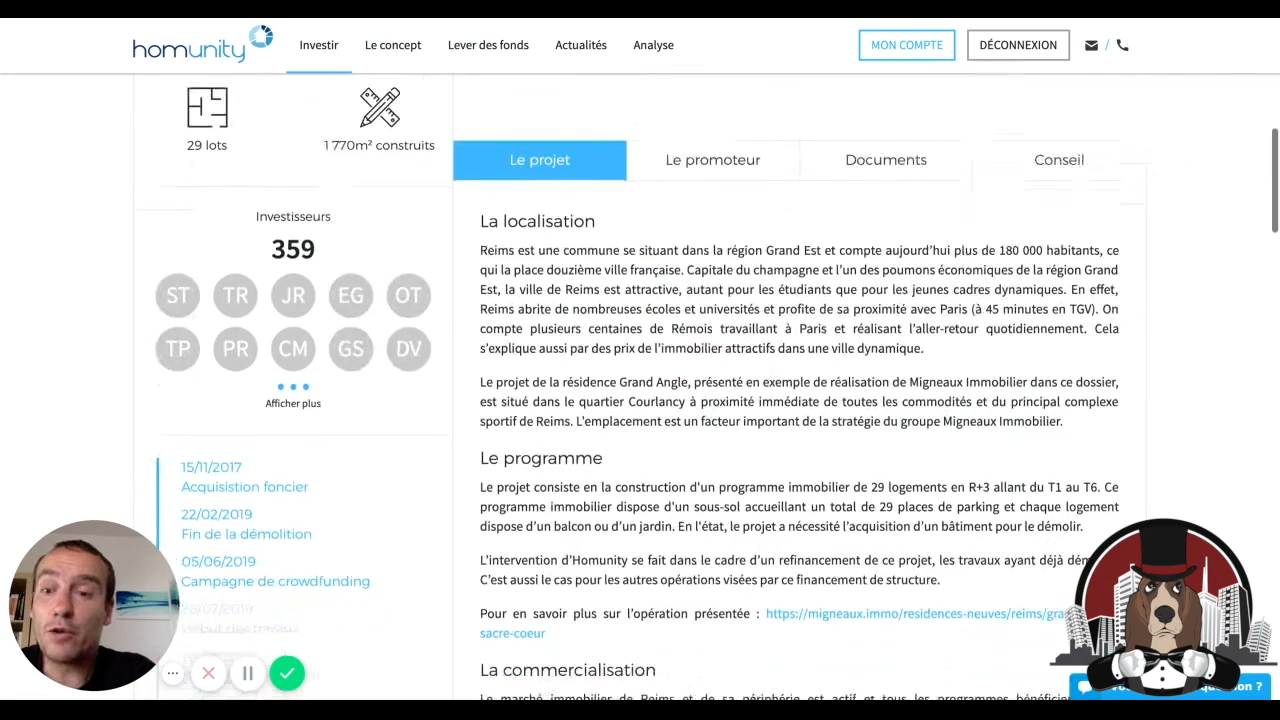 homunity
Investir
Le concept
Lever des fonds
Actualités
Analyse
MON COMPTE
DÉCONNEXION
/
29 lots
1 770m² construits
Investisseurs
359
ST TR JR EG OT
TP PR CM GS DV
Afficher plus
15/11/2017
Acquisistion foncier
22/02/2019
Fin de la démolition
05/06/2019
Campagne de crowdfunding
Le projet
Le promoteur
Documents
Conseil
La localisation
Reims est une commune se situant dans la région Grand Est et compte aujourd'hui plus de 180 000 habitants, ce
qui la place douzième ville française. Capitale du champagne et l'un des poumons économiques de la région Grand
Est, la ville de Reims est attractive, autant pour les étudiants que pour les jeunes cadres dynamiques. En effet,
Reims abrite de nombreuses écoles et universités et profite de sa proximité avec Paris (à 45 minutes en TGV). On
compte plusieurs centaines de Rémois travaillant à Paris et réalisant l'aller-retour quotidiennement. Cela
s'explique aussi par des prix de l'immobilier attractifs dans une ville dynamique.
Le projet de la résidence Grand Angle, présenté en exemple de réalisation de Migneaux Immobilier dans ce dossier,
est situé dans le quartier Courlancy à proximité immédiate de toutes les commodités et du principal complexe
sportif de Reims. L'emplacement est un facteur important de la stratégie du groupe Migneaux Immobilier.
Le programme
Le projet consiste en la construction d'un programme immobilier de 29 logements en R+3 allant du T1 au T6. Ce
programme immobilier dispose d'un sous-sol accueillant un total de 29 places de parking et chaque logement
dispose d'un balcon ou d'un jardin. En l'état, le projet a nécessité l'acquisition d'un bâtiment pour le démolir.
L'intervention d'Homunity se fait dans le cadre d'un refinancement de ce projet, les travaux ayant déjà
C'est aussi le cas pour les autres opérations visées par ce financement de structure.
Pour en savoir plus sur l'opération présentée : https://migneaux.immo/residences-neuves/reims/
sacre-coeur
La commercialisation
Le marché immobilier de Reims et de sa périphérie est actif et tous les programmes
?